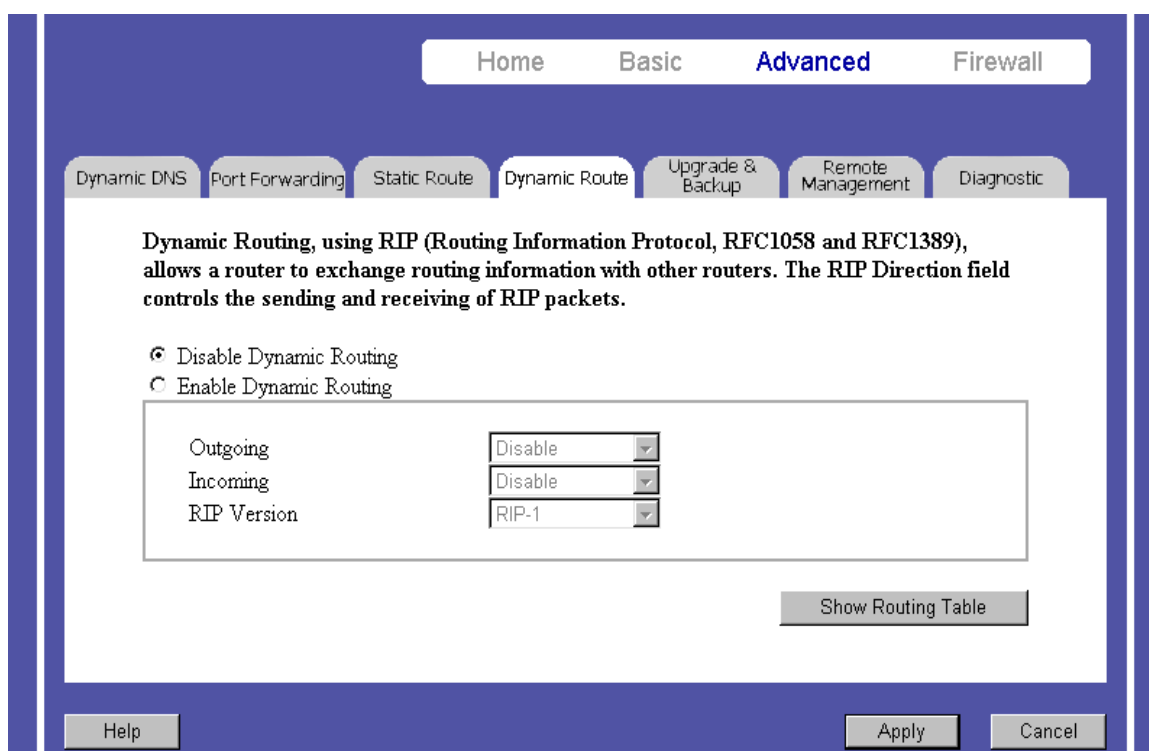 Home Basic Advanced Firewall
Dynamic DNS Port Forwarding Static Route Dynamic Route Upgrade & Backup Remote Management Diagnostic
Dynamic Routing, using RIP (Routing Information Protocol, RFC1058 and RFC1389),
allows a router to exchange routing information with other routers. The RIP Direction field
controls the sending and receiving of RIP packets.
Disable Dynamic Routing
Enable Dynamic Routing
Outgoing Disable
Incoming Disable
RIP Version RIP-1
Show Routing Table
Help Apply Cancel